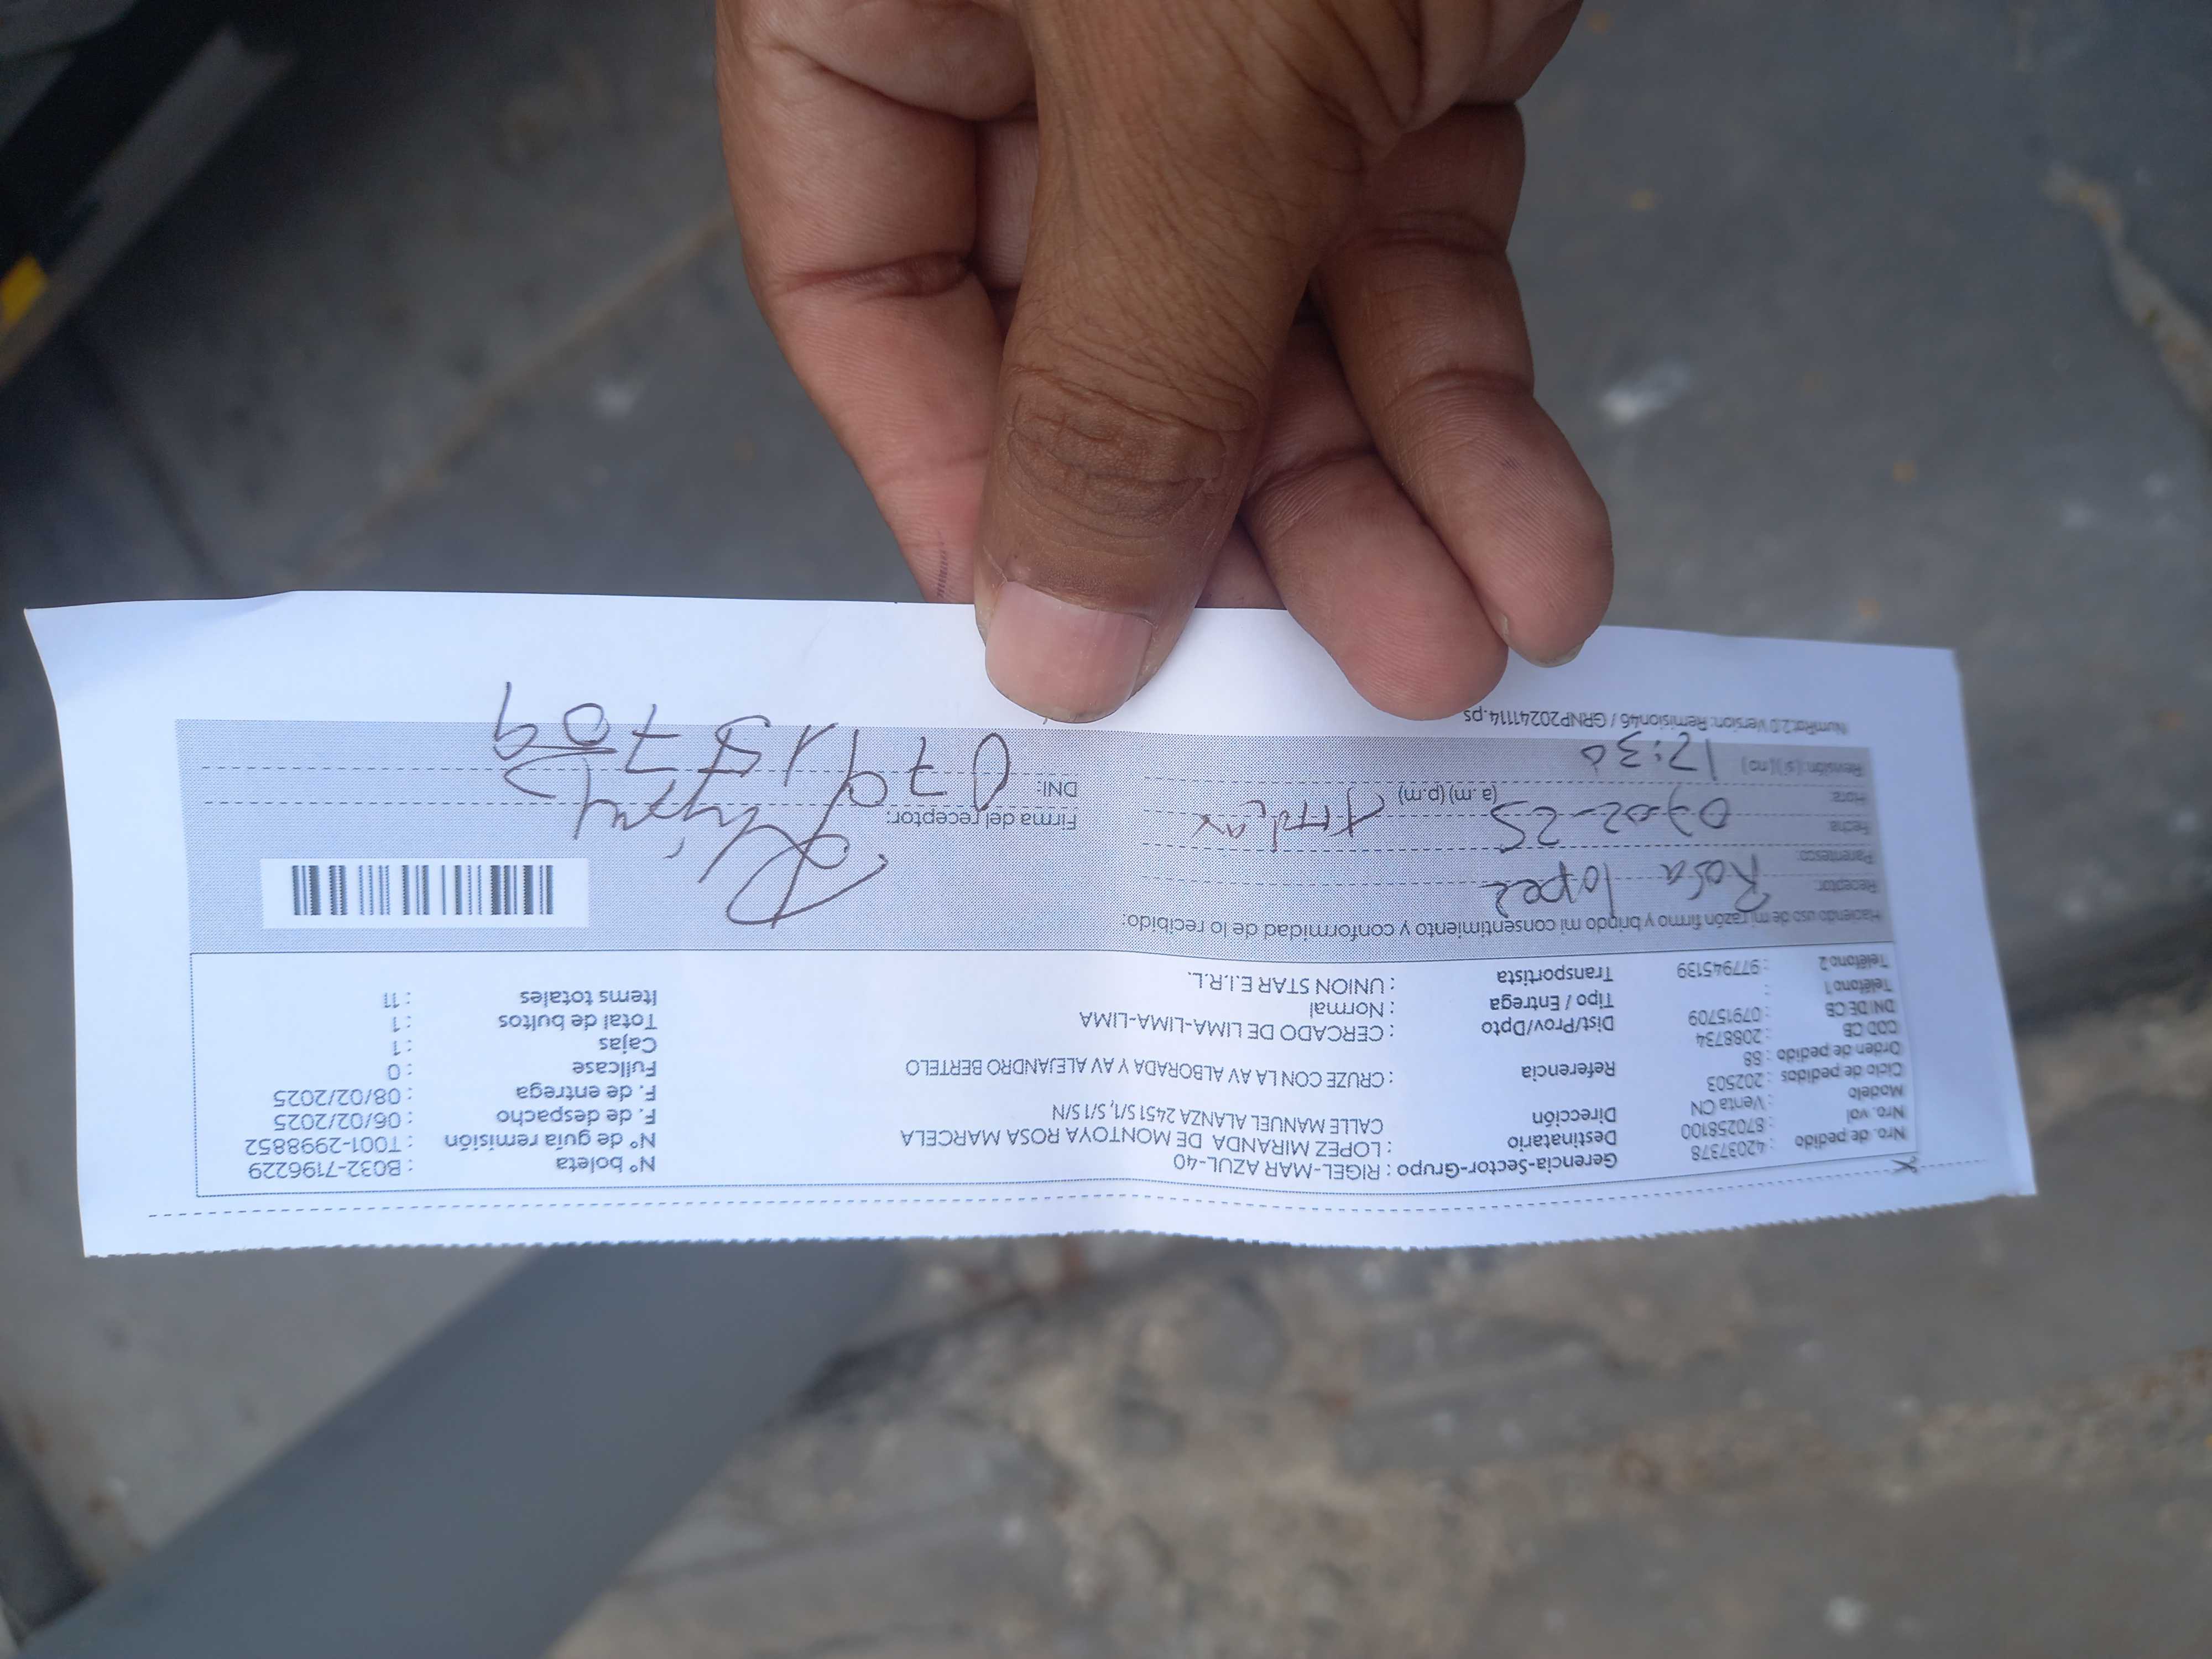 Nro. de pedido : 42037378 Gerencia-Sector-Grupo : RIGEL-MAR AZUL-40 N° boleta : B032-7196229
Nro. vol : 870258100 Destinatario : LOPEZ MIRANDA DE MONTOYA ROSA MARCELA N° de guía remisión : T001-2998852
Modelo : Venta CN Dirección CALLE MANUEL ALANZA 2451 S/1, S/1 S/N F. de despacho : 06/02/2025
Ciclo de pedidos : 202503 F. de entrega : 08/02/2025
Orden de pedido : 88 Referencia : CRUZE CON LA AV ALBORADA Y AV ALEJANDRO BERTELO Fullcase : 0
COD CB : 2088734 Cajas : 1
DNI DE CB : 07915709 Dist/Prov/Dpto : CERCADO DE LIMA-LIMA-LIMA Total de bultos : 1
Teléfono 1 : Tipo / Entrega : Normal Items totales : 11
Teléfono 2 : 977945139 Transportista : UNION STAR E.I.R.L.
Haciendo uso de mi razón firmo y brindo mi consentimiento y conformidad de lo recibido:
Receptor: Rosa lopez
Parentesco:
Fecha 07-02-25 Firma del receptor:
Hora (a.m) (p.m)
DNI: 07915709
Revisión: (si) (no) 12:30
NumRot:2.0 Version: Remision46 / GRNP20241114.ps